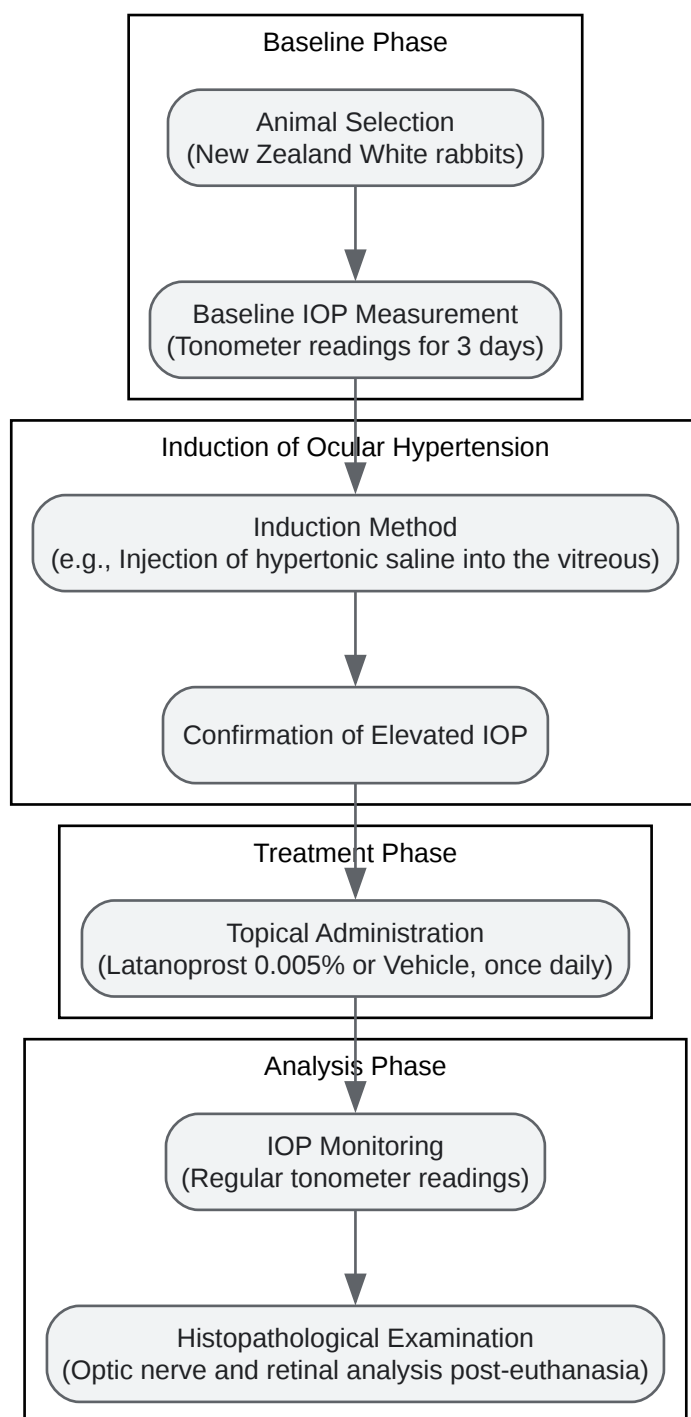 Baseline Phase
Animal Selection
(New Zealand White rabbits)
Baseline IOP Measurement
(Tonometer readings for 3 days)
Induction of Ocular Hypertension
Induction Method
(e.g., Injection of hypertonic saline into the vitreous)
Confirmation of Elevated IOP
Treatment Phase
Topical Administration
(Latanoprost 0.005% or Vehicle, once daily)
Analysis Phase
IOP Monitoring
(Regular tonometer readings)
Histopathological Examination
(Optic nerve and retinal analysis post-euthanasia)